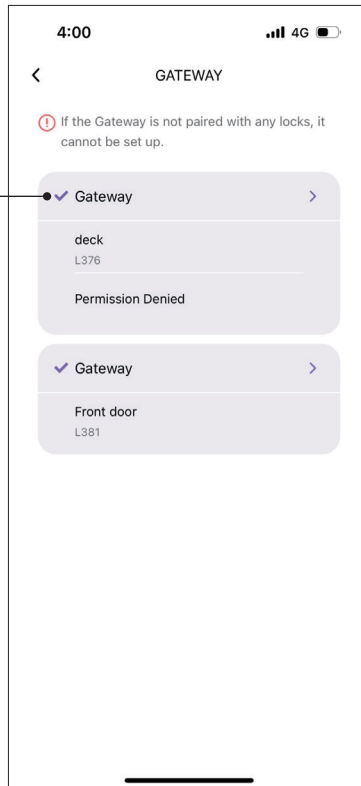 4:00
4G
GATEWAY
If the Gateway is not paired with any locks, it
cannot be set up.
Gateway
deck
L376
Permission Denied
Gateway
Front door
L381